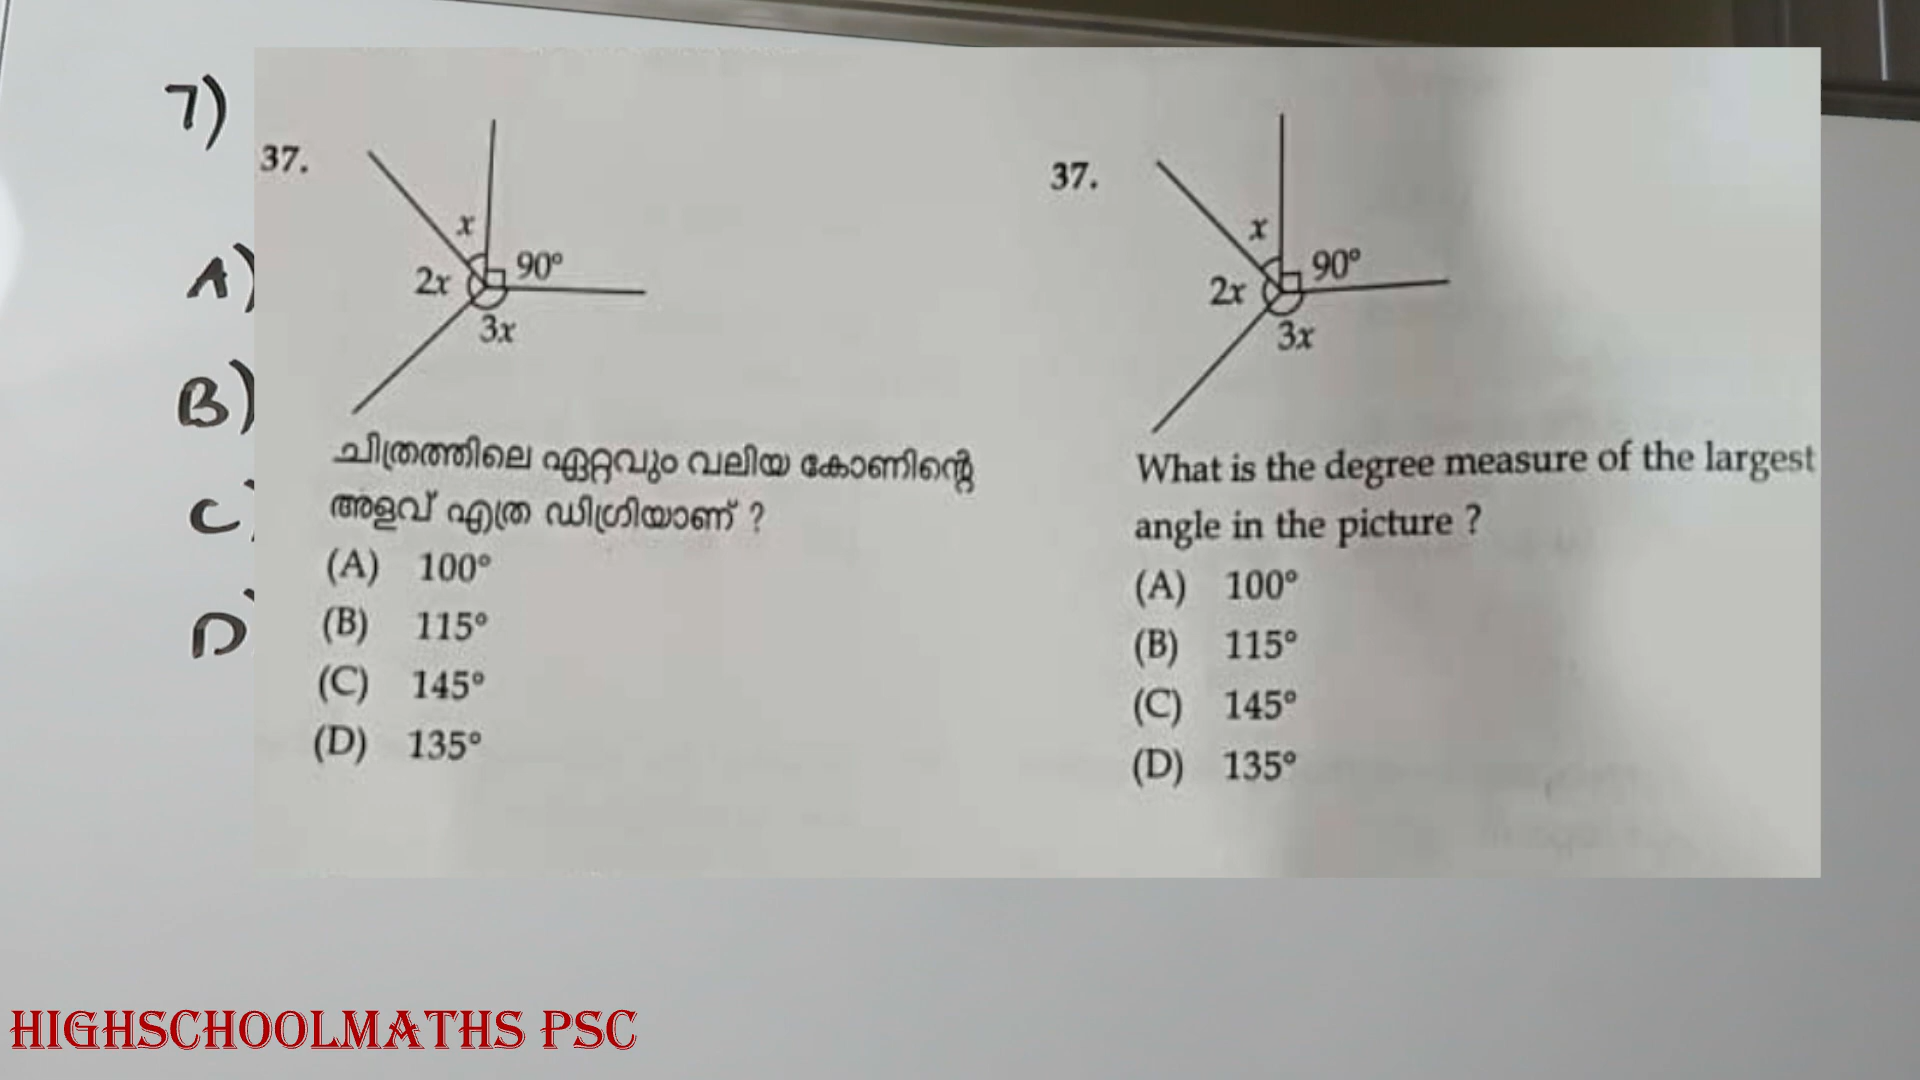 7)
A)
B)
C)
D
37.
x
90°
2x
3x
ചിത്രത്തിലെ ഏറ്റവും വലിയ കോണിന്റെ
അളവ് എത്ര ഡിഗ്രിയാണ് ?
(A) 100°
(B) 115°
(C) 145°
(D) 135°
37.
x
90°
2x
3x
What is the degree measure of the largest
angle in the picture ?
(A) 100°
(B) 115°
(C) 145°
(D) 135°
HIGHSCHOOLMATHS PSC